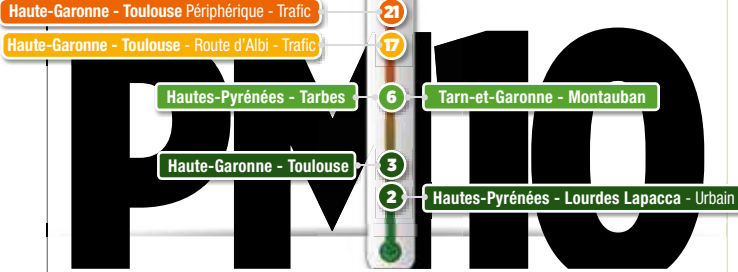 Haute-Garonne - Toulouse Périphérique - Trafic 21
Haute-Garonne - Toulouse - Route d'Albi - Trafic 17
Hautes-Pyrénées - Tarbes 6 Tarn-et-Garonne - Montauban
Haute-Garonne - Toulouse 3
2 Hautes-Pyrénées - Lourdes Lapacca - Urbain
PM10